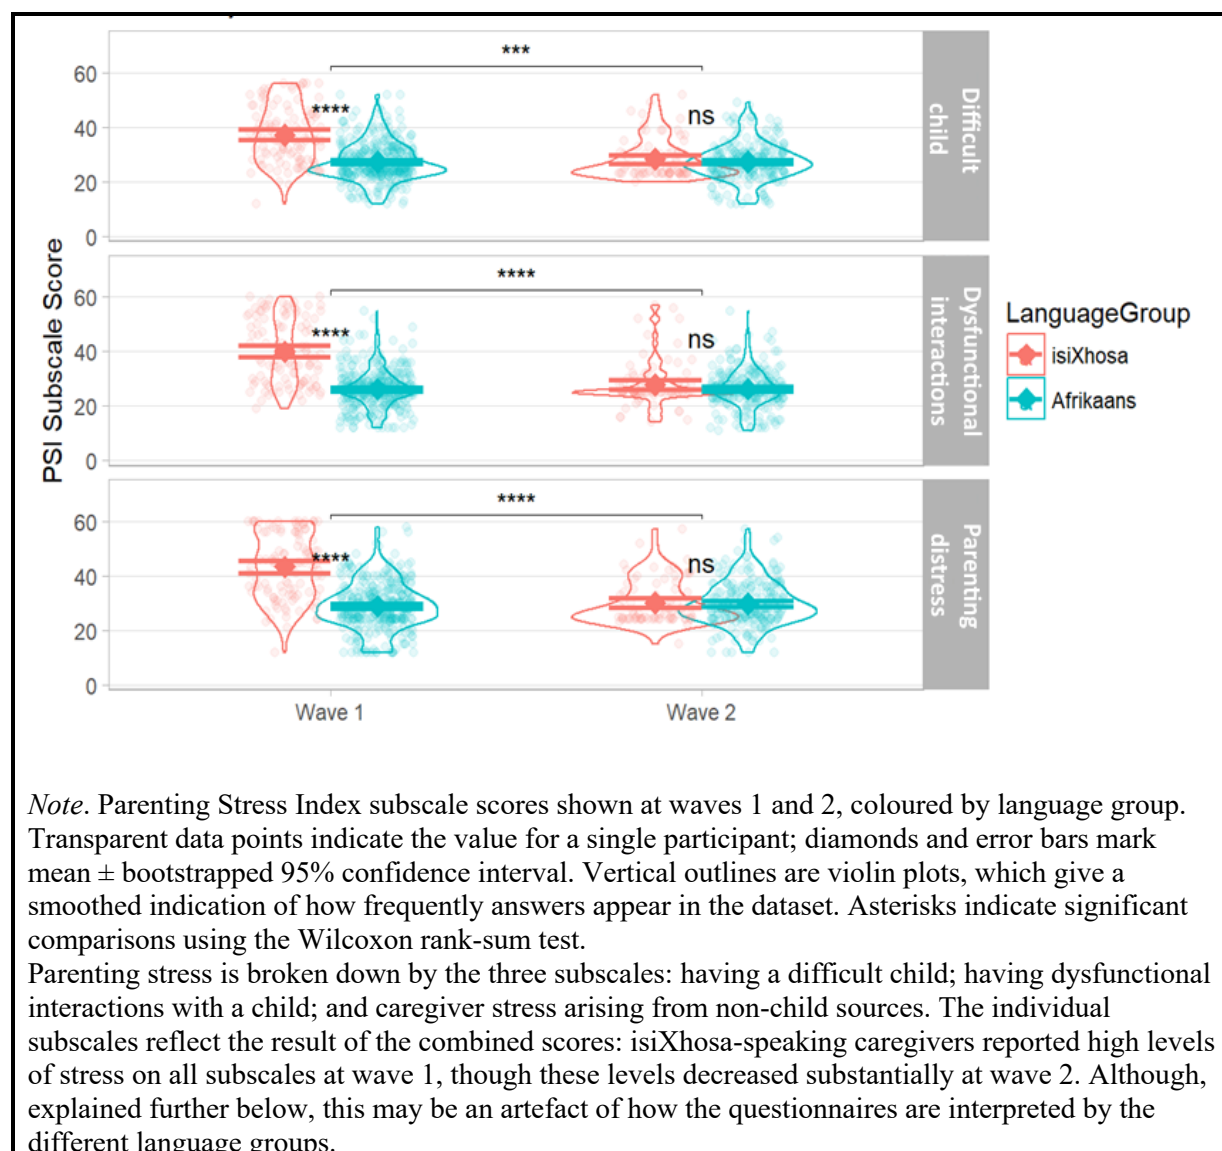 ***
60
****
ns
40
20
0
Difficult
child
****
60
****
ns
40
20
0
Dysfunctional
interactions
****
60
****
ns
40
20
0
Parenting
distress
PSI Subscale Score
Wave 1
Wave 2
LanguageGroup
isiXhosa
Afrikaans
Note. Parenting Stress Index subscale scores shown at waves 1 and 2, coloured by language group.
Transparent data points indicate the value for a single participant; diamonds and error bars mark
mean ± bootstrapped 95% confidence interval. Vertical outlines are violin plots, which give a
smoothed indication of how frequently answers appear in the dataset. Asterisks indicate significant
comparisons using the Wilcoxon rank-sum test.
Parenting stress is broken down by the three subscales: having a difficult child; having dysfunctional
interactions with a child; and caregiver stress arising from non-child sources. The individual
subscales reflect the result of the combined scores: isiXhosa-speaking caregivers reported high levels
of stress on all subscales at wave 1, though these levels decreased substantially at wave 2. Although,
explained further below, this may be an artefact of how the questionnaires are interpreted by the
different language groups.